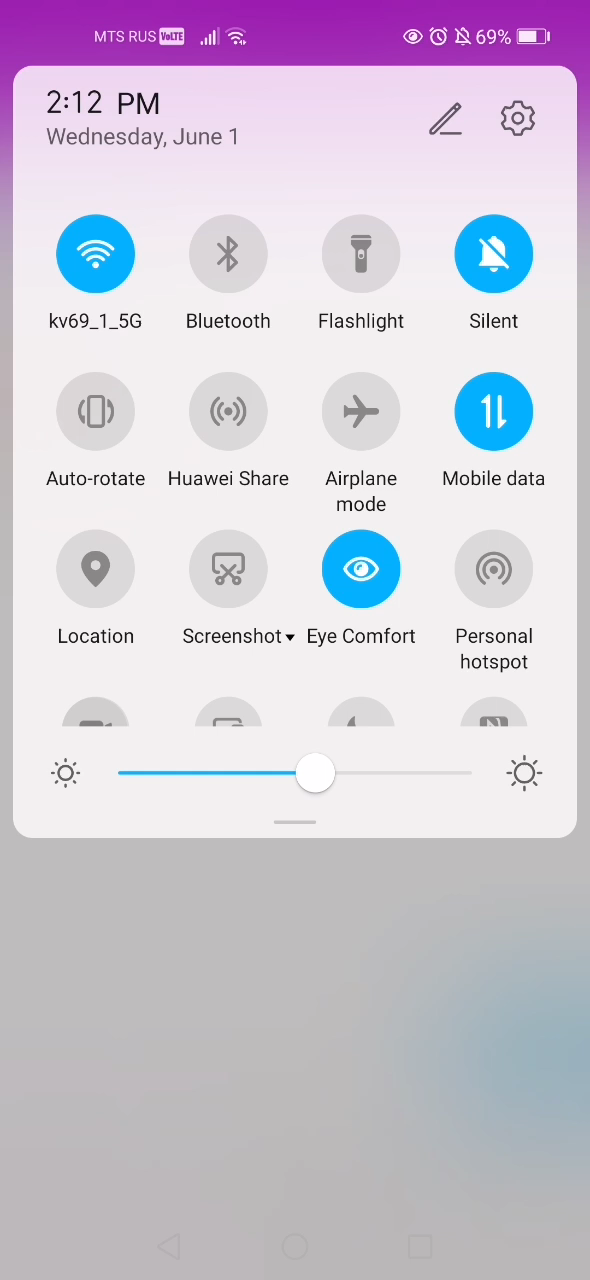 MTS RUS VoLTE 69%
2:12 PM
Wednesday, June 1
kv69_1_5G Bluetooth Flashlight Silent
Auto-rotate Huawei Share Airplane mode Mobile data
Location Screenshot Eye Comfort Personal hotspot